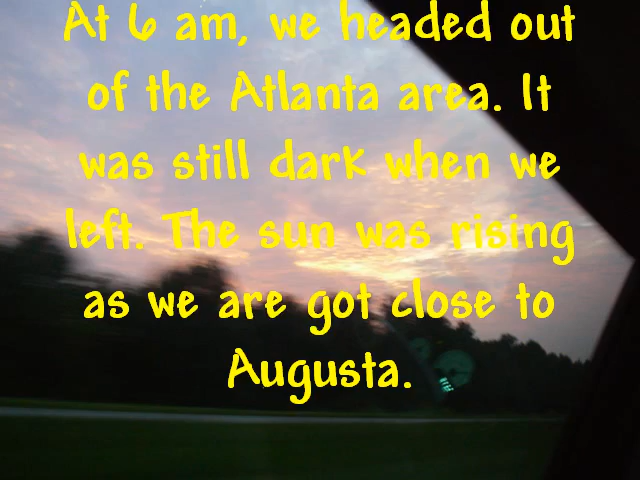 At 6 am, we headed out
of the Atlanta area. It
was still dark when we
left. The sun was rising
as we are got close to
Augusta.